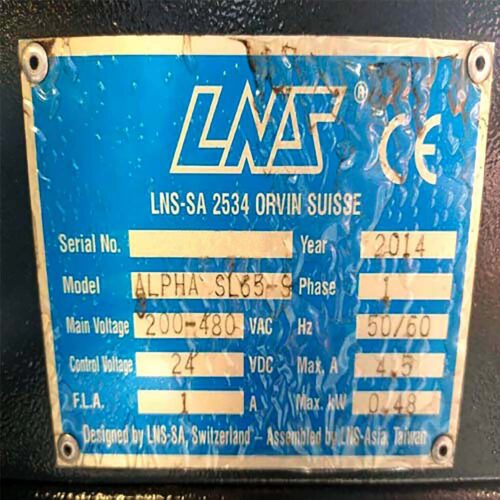 LNS ®
CE
LNS-SA 2534 ORVIN SUISSE
Serial No. Year 2014
Model ALPHA SL65-S Phase 1
Main Voltage 200-480 VAC Hz 50/60
Control Voltage 24 VDC Max. A 4.5
F.L.A. 1 A Max. kW 0.48
Designed by LNS-SA, Switzerland - Assembled by LNS-Asia, Taiwan